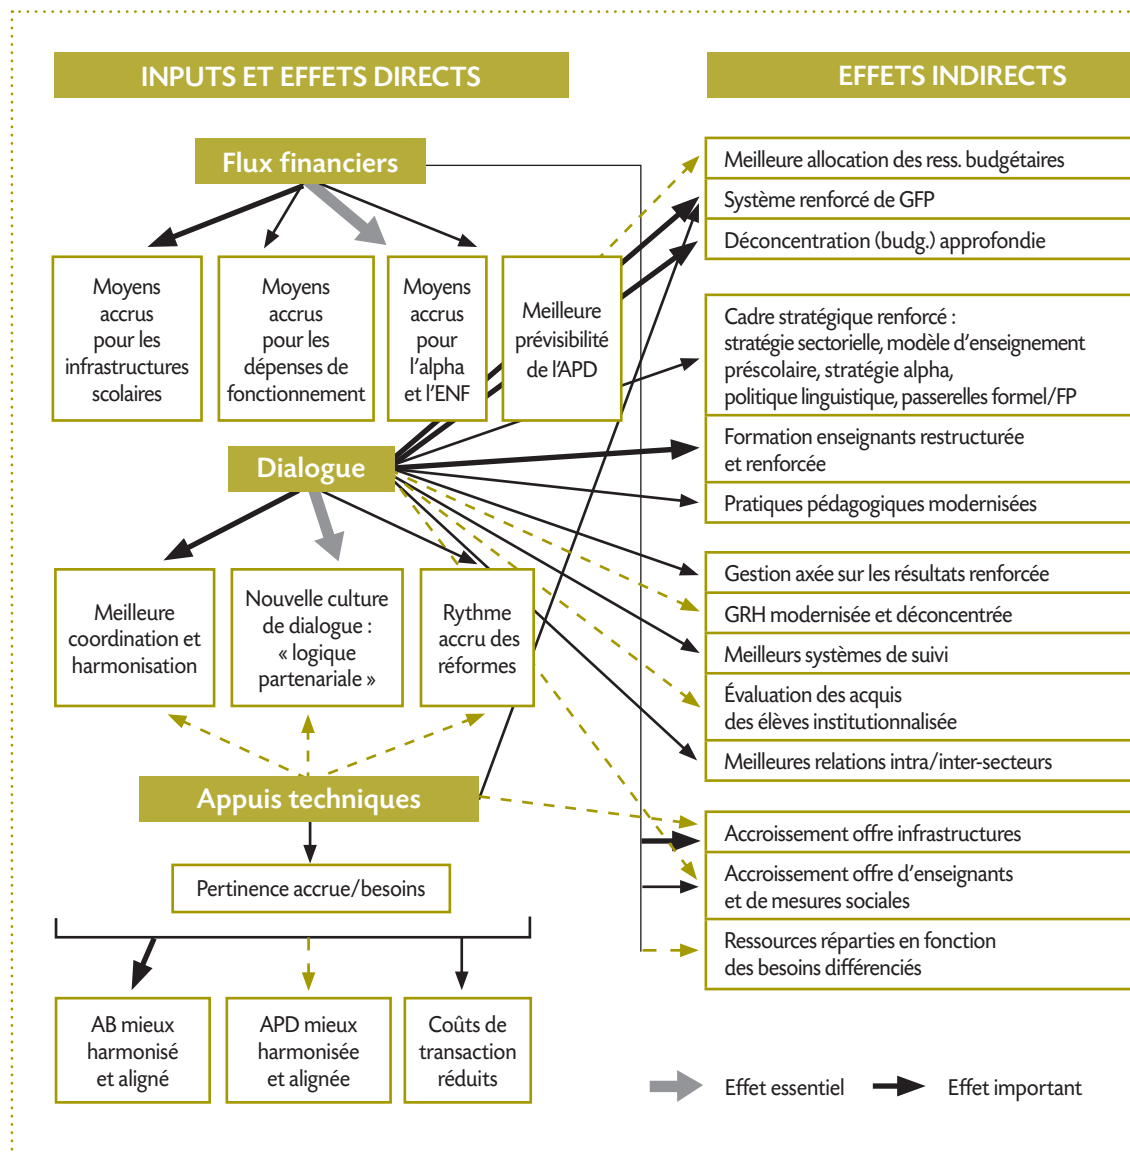 INPUTS ET EFFETS DIRECTS
Flux financiers
Moyens
accrus
pour les
infrastructures
scolaires
Moyens
accrus
pour les
dépenses de
fonctionnement
Moyens
accrus
pour
l'alpha
et l'ENF
Meilleure
prévisibilité
de l'APD
Dialogue
Meilleure
coordination et
harmonisation
Nouvelle culture
de dialogue :
« logique
partenariale »
Rythme
accru des
réformes
Appuis techniques
Pertinence accrue/besoins
AB mieux
harmonisé
et aligné
APD mieux
harmonisée
et alignée
Coûts de
transaction
réduits
EFFETS INDIRECTS
Meilleure allocation des ress. budgétaires
Système renforcé de GFP
Déconcentration (budg.) approfondie
Cadre stratégique renforcé :
stratégie sectorielle, modèle d'enseignement
préscolaire, stratégie alpha,
politique linguistique, passerelles formel/FP
Formation enseignants restructurée
et renforcée
Pratiques pédagogiques modernisées
Gestion axée sur les résultats renforcée
GRH modernisée et déconcentrée
Meilleurs systèmes de suivi
Évaluation des acquis
des élèves institutionnalisée
Meilleures relations intra/inter-secteurs
Accroissement offre infrastructures
Accroissement offre d'enseignants
et de mesures sociales
Ressources réparties en fonction
des besoins différenciés
Effet essentiel
Effet important